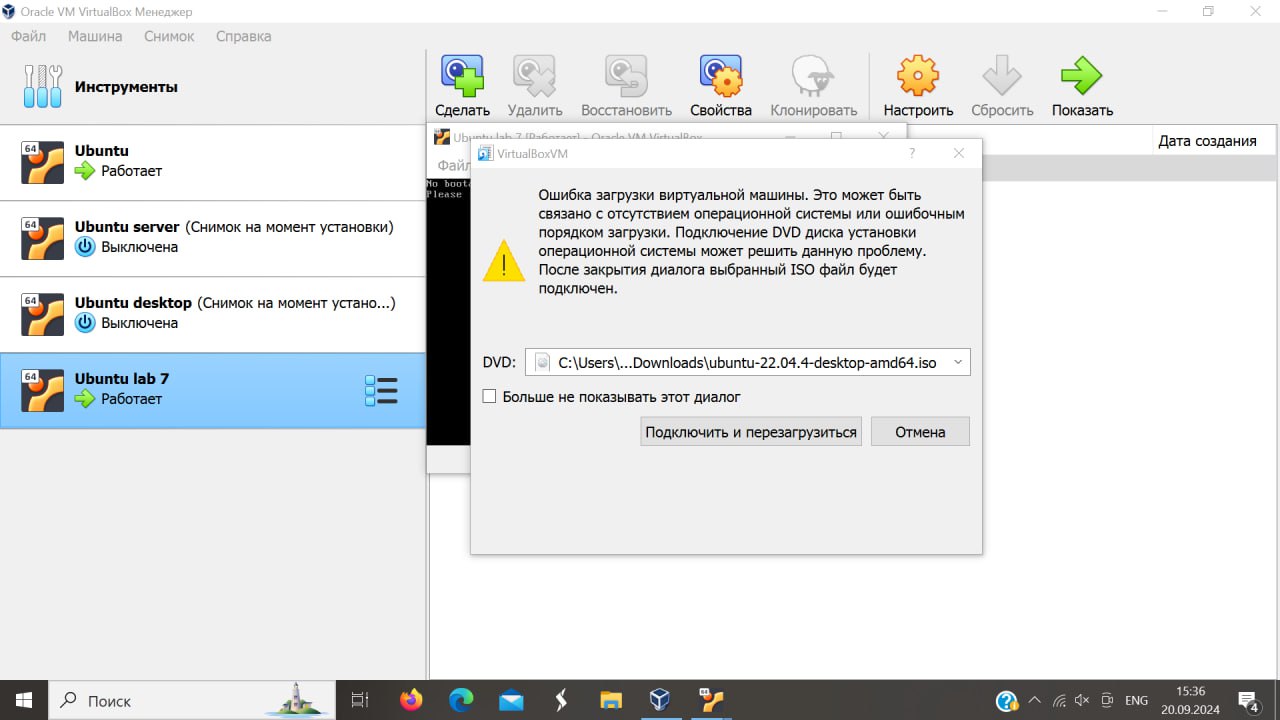 Oracle VM VirtualBox Менеджер
Файл Машина Снимок Справка
Инструменты
Сделать Удалить Восстановить Свойства Клонировать Настроить Сбросить Показать
64
Ubuntu
Работает
64
Ubuntu server (Снимок на момент установки)
Выключена
64
Ubuntu desktop (Снимок на момент устано...)
Выключена
64
Ubuntu lab 7
Работает
Дата создания
Ubuntu lab 7 [Работает] - Oracle VM VirtualBox
Файл
No boota
Please
VirtualBoxVM
?
Ошибка загрузки виртуальной машины. Это может быть
связано с отсутствием операционной системы или ошибочным
порядком загрузки. Подключение DVD диска установки
операционной системы может решить данную проблему.
После закрытия диалога выбранный ISO файл будет
подключен.
DVD: C:\Users\...Downloads\ubuntu-22.04.4-desktop-amd64.iso
Больше не показывать этот диалог
Подключить и перезагрузиться Отмена
Поиск
ENG
15:36
20.09.2024
4